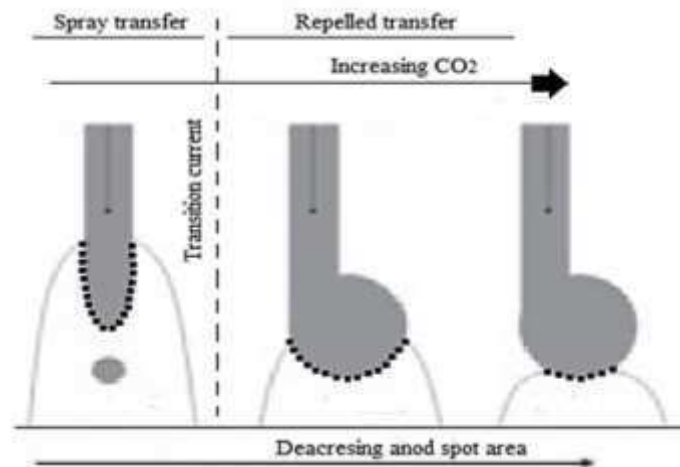 Spray transfer
Repelled transfer
Increasing CO2
Transition current
Deacresing anod spot area